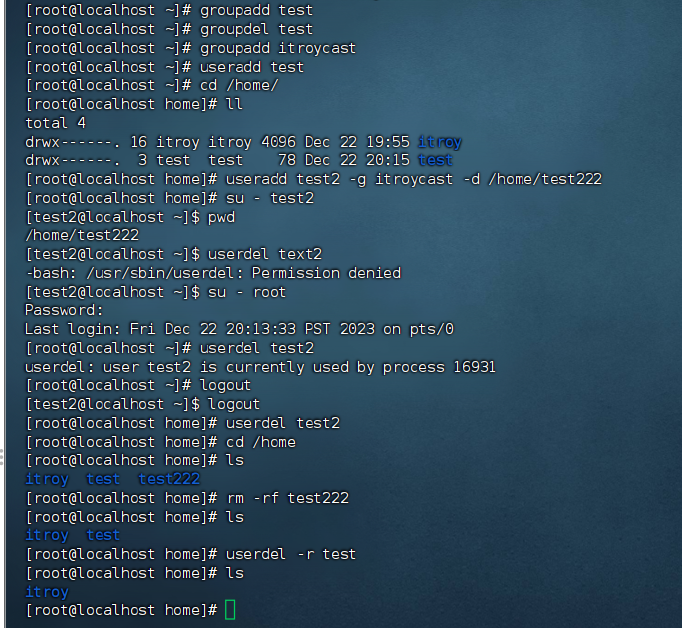 [root@localhost ~]# groupadd test
[root@localhost ~]# groupdel test
[root@localhost ~]# groupadd itroycast
[root@localhost ~]# useradd test
[root@localhost ~]# cd /home/
[root@localhost home]# ll
total 4
drwx------. 16 itroy itroy 4096 Dec 22 19:55 itroy
drwx------.  3 test  test    78 Dec 22 20:15 test
[root@localhost home]# useradd test2 -g itroycast -d /home/test222
[root@localhost home]# su - test2
[test2@localhost ~]$ pwd
/home/test222
[test2@localhost ~]$ userdel text2
-bash: /usr/sbin/userdel: Permission denied
[test2@localhost ~]$ su - root
Password:
Last login: Fri Dec 22 20:13:33 PST 2023 on pts/0
[root@localhost ~]# userdel test2
userdel: user test2 is currently used by process 16931
[root@localhost ~]# logout
[test2@localhost ~]$ logout
[root@localhost home]# userdel test2
[root@localhost home]# cd /home
[root@localhost home]# ls
itroy  test  test222
[root@localhost home]# rm -rf test222
[root@localhost home]# ls
itroy  test
[root@localhost home]# userdel -r test
[root@localhost home]# ls
itroy
[root@localhost home]#